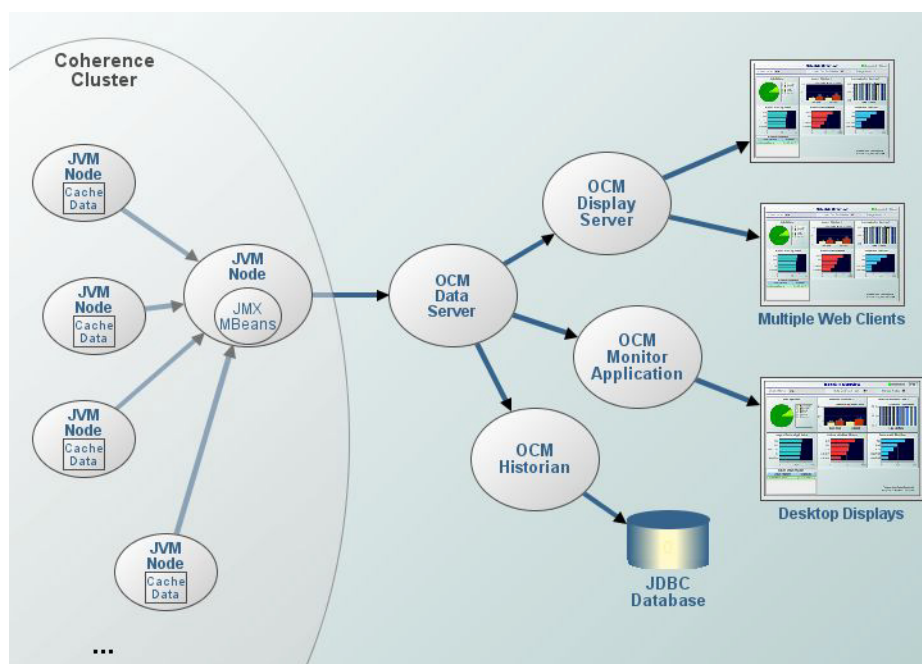 Coherence
Cluster
JVM
Node
Cache
Data
JVM
Node
Cache
Data
JVM
Node
Cache
Data
JVM
Node
Cache
Data
...
JVM
Node
JMX
MBeans
OCM
Data
Server
OCM
Display
Server
OCM
Monitor
Application
OCM
Historian
JDBC
Database
Multiple Web Clients
Desktop Displays